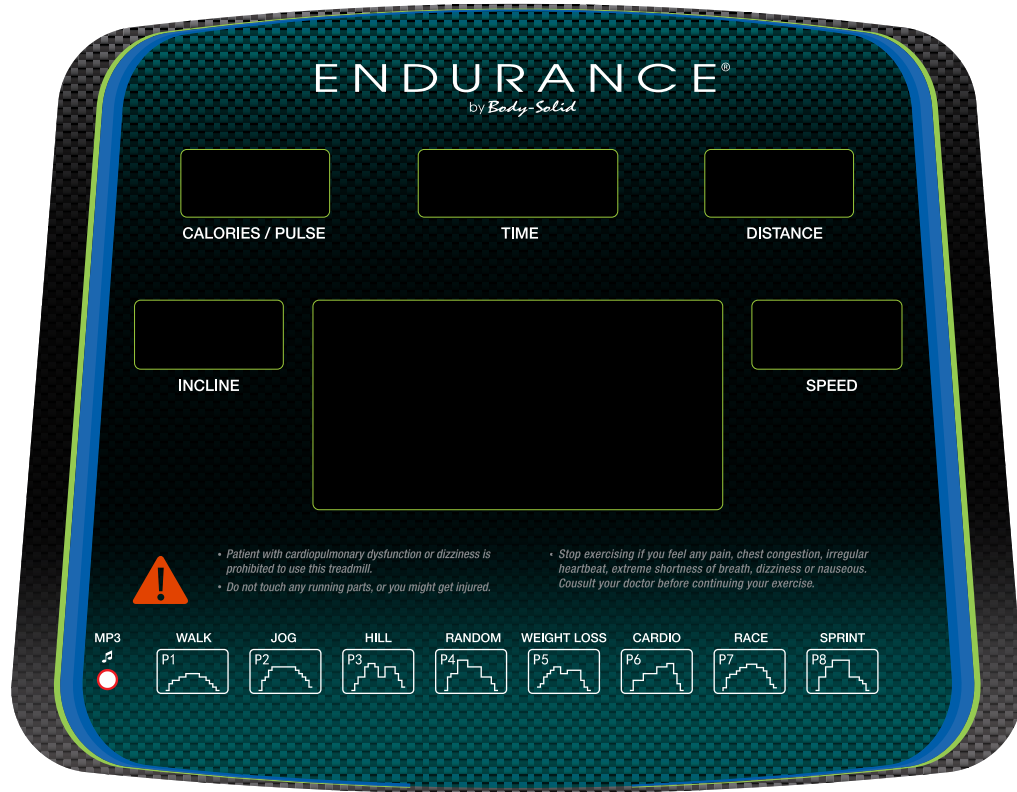 ENDURANCE®
by Body-Solid
CALORIES / PULSE
TIME
DISTANCE
INCLINE
SPEED
• Patient with cardiopulmonary dysfunction or dizziness is
prohibited to use this treadmill.
• Do not touch any running parts, or you might get injured.
• Stop exercising if you feel any pain, chest congestion, irregular
heartbeat, extreme shortness of breath, dizziness or nauseous.
Cousult your doctor before continuing your exercise.
MP3
WALK
JOG
HILL
RANDOM
WEIGHT LOSS
CARDIO
RACE
SPRINT
P1
P2
P3
P4
P5
P6
P7
P8